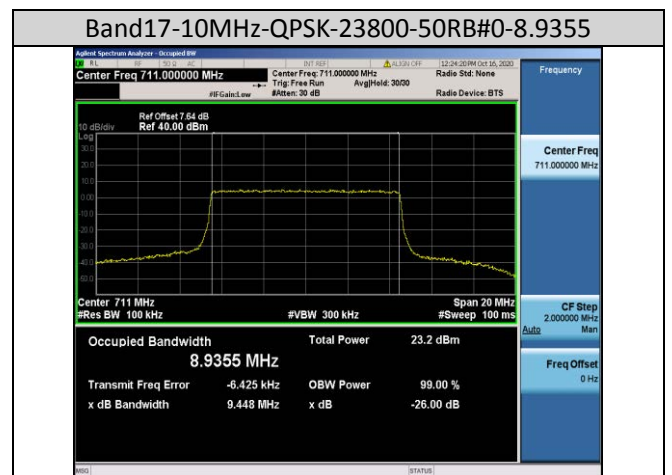 Band17-10MHz-QPSK-23800-50RB#0-8.9355
Agilent Spectrum Analyzer - Occupied BW
RL RF 50 Ω AC INT REF ALIGN OFF 12:24:20 PM Oct 16, 2020
Center Freq 711.000000 MHz
Center Freq: 711.000000 MHz
Radio Std: None
Trig: Free Run Avg|Held: 30/30
#IFGain:Low #Atten: 30 dB Radio Device: BTS
Ref Offset 7.64 dB
10 dB/div Ref 40.00 dBm
Log
30.0
20.0
10.0
0.00
-10.0
-20.0
-30.0
-40.0
-50.0
Center 711 MHz Span 20 MHz
#Res BW 100 kHz #VBW 300 kHz #Sweep 100 ms
Occupied Bandwidth Total Power 23.2 dBm
8.9355 MHz
Transmit Freq Error -6.425 kHz OBW Power 99.00 %
x dB Bandwidth 9.448 MHz x dB -26.00 dB
MSG STATUS
Frequency
Center Freq
711.000000 MHz
CF Step
2.000000 MHz
Auto Man
Freq Offset
0 Hz